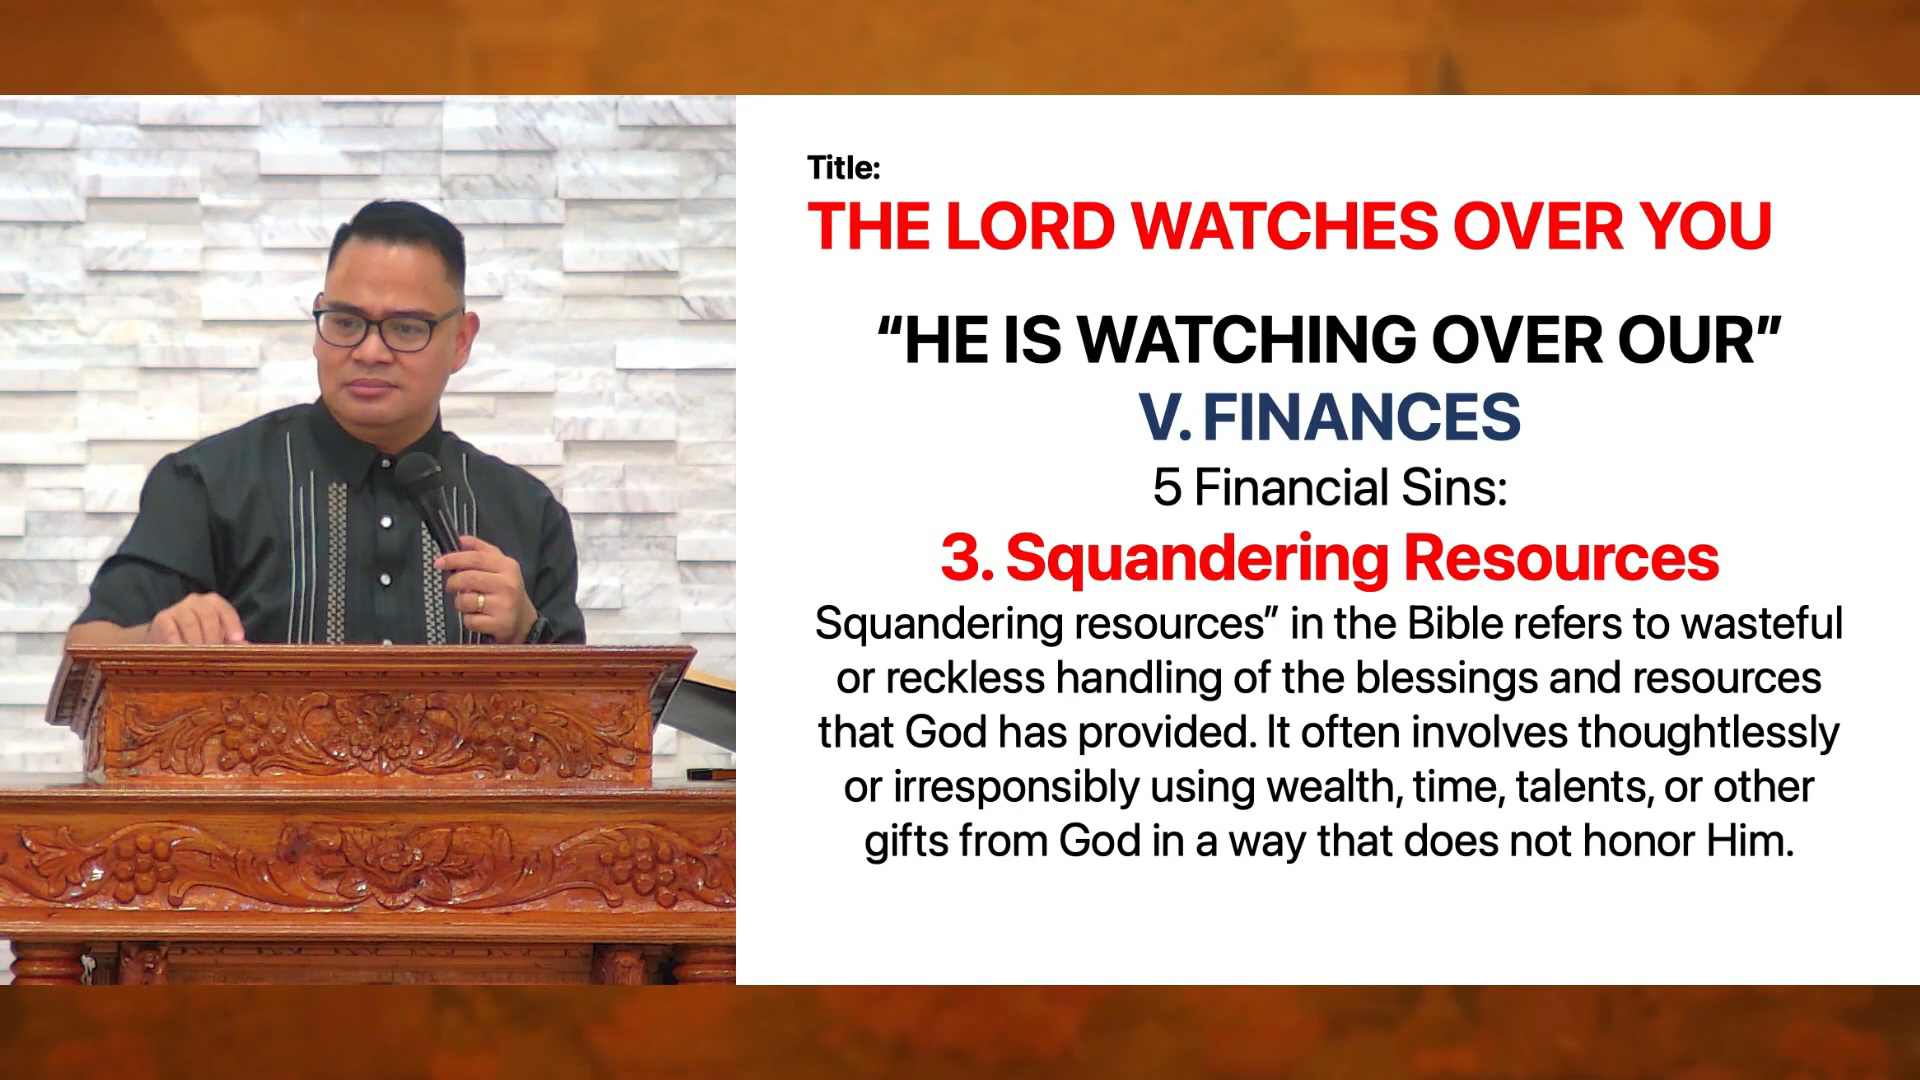 Title:
THE LORD WATCHES OVER YOU
“HE IS WATCHING OVER OUR”
V. FINANCES
5 Financial Sins:
3. Squandering Resources
Squandering resources” in the Bible refers to wasteful
or reckless handling of the blessings and resources
that God has provided. It often involves thoughtlessly
or irresponsibly using wealth, time, talents, or other
gifts from God in a way that does not honor Him.